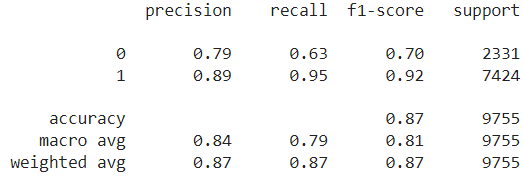 precision recall f1-score support
0 0.79 0.63 0.70 2331
1 0.89 0.95 0.92 7424
accuracy 0.87 9755
macro avg 0.84 0.79 0.81 9755
weighted avg 0.87 0.87 0.87 9755